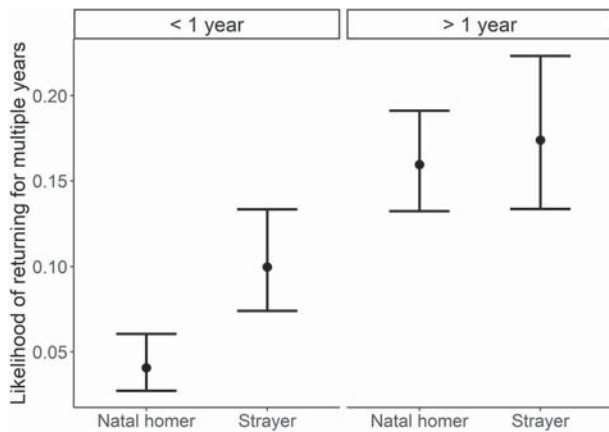 < 1 year
> 1 year
Likelihood of returning for multiple years
0.20
0.15
0.10
0.05
Natal homer
Strayer
Natal homer
Strayer